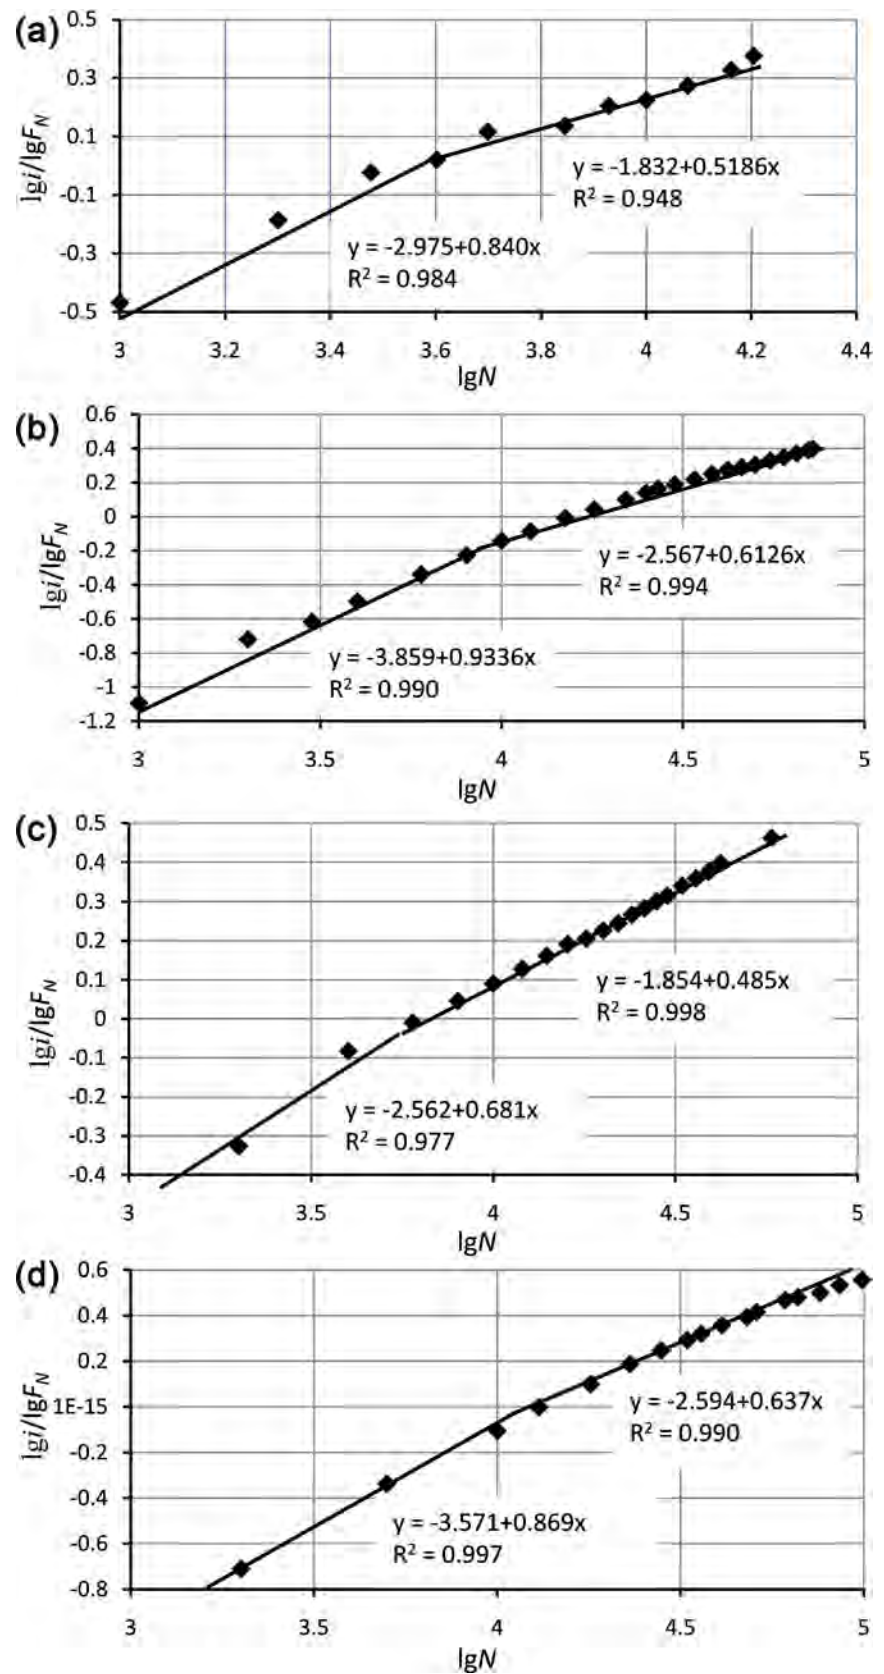 (a)
0.5
0.3
0.1
-0.1
-0.3
-0.5
lgi/lgF_N
y = -1.832+0.5186x
R² = 0.948
y = -2.975+0.840x
R² = 0.984
3 3.2 3.4 3.6 3.8 4 4.2 4.4
lgN
(b)
0.6
0.4
0.2
0
-0.2
-0.4
-0.6
-0.8
-1
-1.2
lgi/lgF_N
y = -2.567+0.6126x
R² = 0.994
y = -3.859+0.9336x
R² = 0.990
3 3.5 4 4.5 5
lgN
(c)
0.5
0.4
0.3
0.2
0.1
0
-0.1
-0.2
-0.3
-0.4
lgi/lgF_N
y = -1.854+0.485x
R² = 0.998
y = -2.562+0.681x
R² = 0.977
3 3.5 4 4.5 5
lgN
(d)
0.6
0.4
0.2
1E-15
-0.2
-0.4
-0.6
-0.8
lgi/lgF_N
y = -2.594+0.637x
R² = 0.990
y = -3.571+0.869x
R² = 0.997
3 3.5 4 4.5 5
lgN